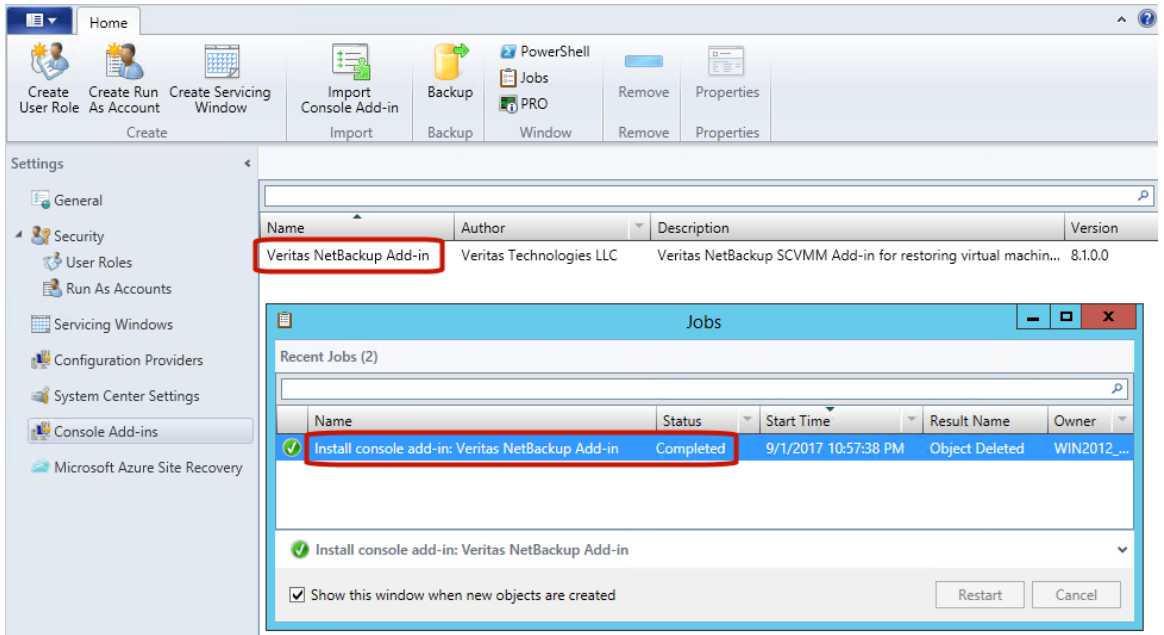 Home
PowerShell
Jobs
PRO
Create User Role
Create Run As Account
Create Servicing Window
Import Console Add-in
Backup
Remove
Properties
Create
Import
Backup
Window
Remove
Properties
Settings
General
Security
User Roles
Run As Accounts
Servicing Windows
Configuration Providers
System Center Settings
Console Add-ins
Microsoft Azure Site Recovery
Name Author Description Version
Veritas NetBackup Add-in Veritas Technologies LLC Veritas NetBackup SCVMM Add-in for restoring virtual machin... 8.1.0.0
Jobs
Recent Jobs (2)
Name Status Start Time Result Name Owner
Install console add-in: Veritas NetBackup Add-in Completed 9/1/2017 10:57:38 PM Object Deleted WIN2012_...
Install console add-in: Veritas NetBackup Add-in
Show this window when new objects are created
Restart Cancel